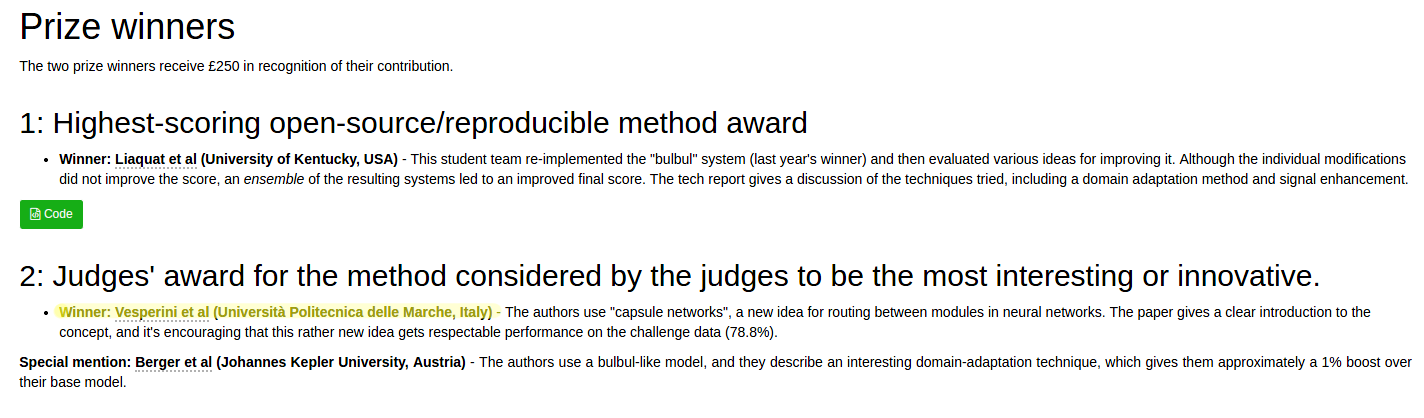 Prize winners
The two prize winners receive £250 in recognition of their contribution.
1: Highest-scoring open-source/reproducible method award
• Winner: Liaquat et al (University of Kentucky, USA) - This student team re-implemented the "bulbul" system (last year's winner) and then evaluated various ideas for improving it. Although the individual modifications
did not improve the score, an ensemble of the resulting systems led to an improved final score. The tech report gives a discussion of the techniques tried, including a domain adaptation method and signal enhancement.
Code
2: Judges' award for the method considered by the judges to be the most interesting or innovative.
• Winner: Vesperini et al (Università Politecnica delle Marche, Italy) - The authors use "capsule networks", a new idea for routing between modules in neural networks. The paper gives a clear introduction to the
concept, and it's encouraging that this rather new idea gets respectable performance on the challenge data (78.8%).
Special mention: Berger et al (Johannes Kepler University, Austria) - The authors use a bulbul-like model, and they describe an interesting domain-adaptation technique, which gives them approximately a 1% boost over
their base model.